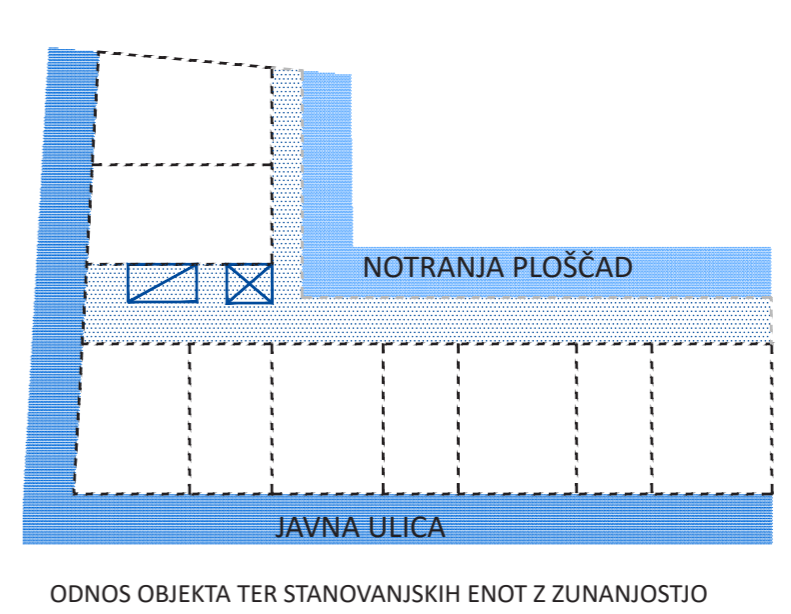 NOTRANJA PLOŠČAD
JAVNA ULICA
ODNOS OBJEKTA TER STANOVANJSKIH ENOT Z ZUNANJOSTJO